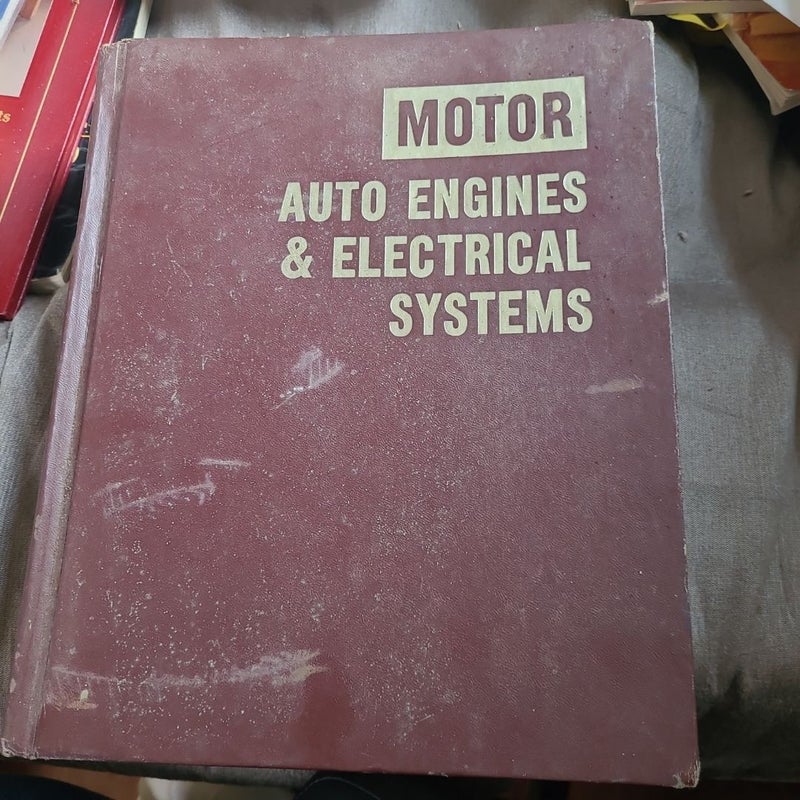 MOTOR
AUTO ENGINES
& ELECTRICAL
SYSTEMS